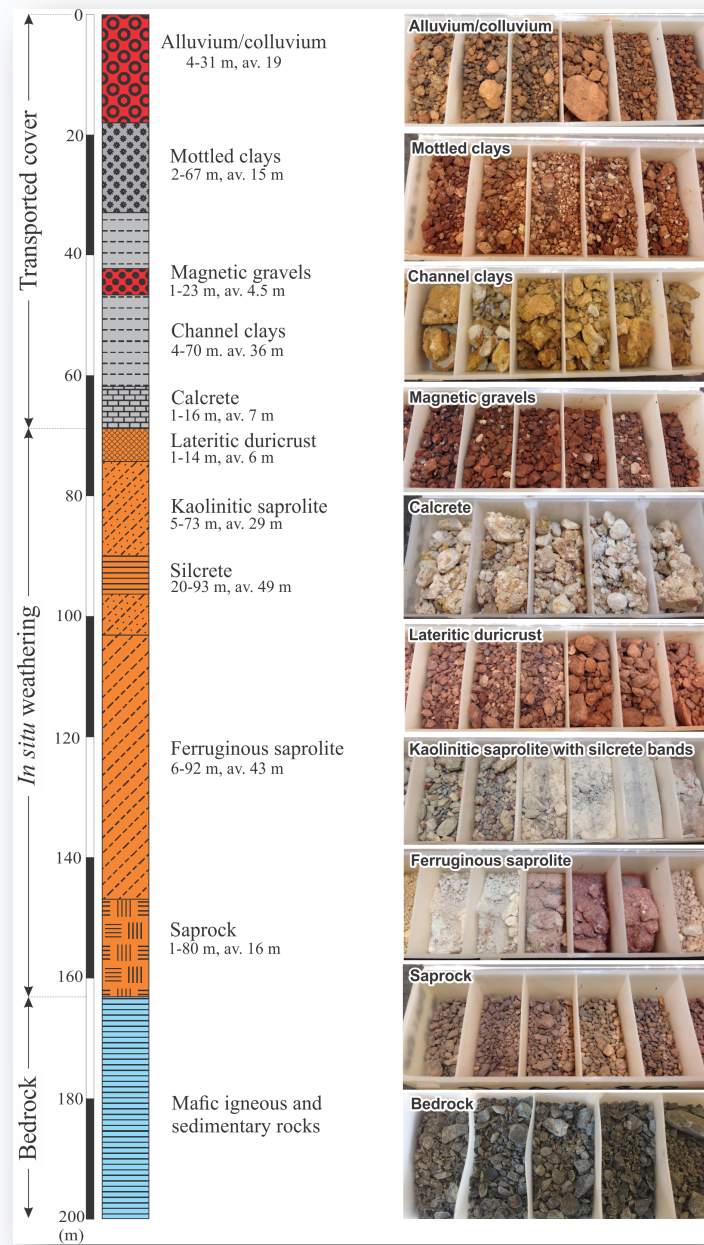 0
20
40
60
80
100
120
140
160
180
200
(m)
Transported cover
In situ weathering
Bedrock
Alluvium/colluvium
4-31 m, av. 19
Mottled clays
2-67 m, av. 15 m
Magnetic gravels
1-23 m, av. 4.5 m
Channel clays
4-70 m. av. 36 m
Calcrete
1-16 m, av. 7 m
Lateritic duricrust
1-14 m, av. 6 m
Kaolinitic saprolite
5-73 m, av. 29 m
Silcrete
20-93 m, av. 49 m
Ferruginous saprolite
6-92 m, av. 43 m
Saprock
1-80 m, av. 16 m
Mafic igneous and
sedimentary rocks
Alluvium/colluvium
Mottled clays
Channel clays
Magnetic gravels
Calcrete
Lateritic duricrust
Kaolinitic saprolite with silcrete bands
Ferruginous saprolite
Saprock
Bedrock